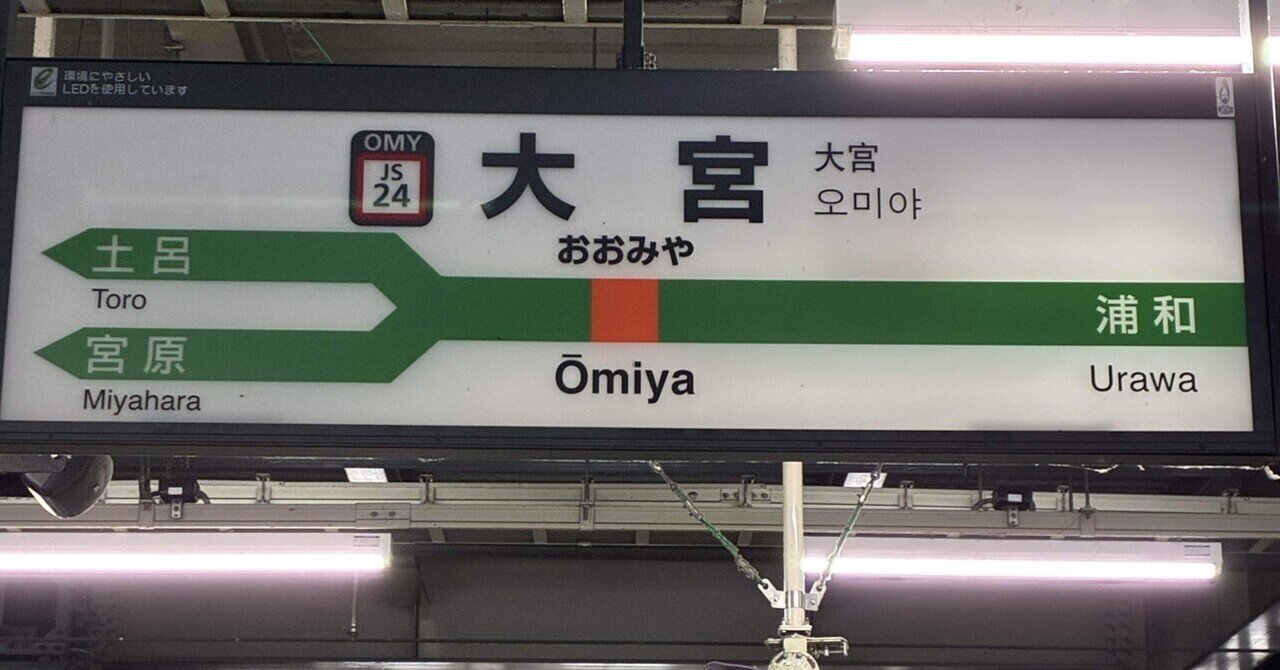 環境にやさしい
LEDを使用しています
OMY
JS
24
大宮
大宮
오미야
おおみや
土呂
Toro
宮原
Miyahara
Ōmiya
浦和
Urawa